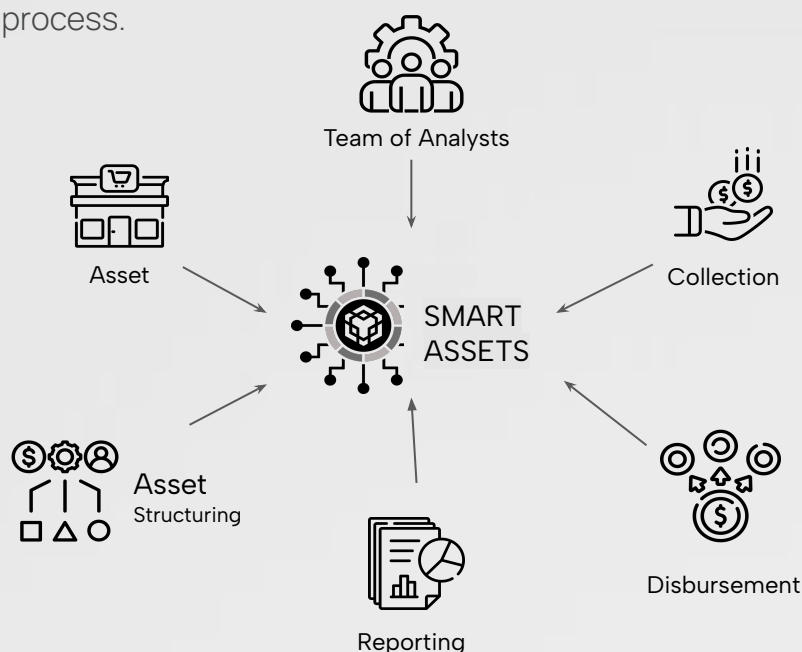 process.
Team of Analysts
Asset
Collection
SMART
ASSETS
Asset
Structuring
Disbursement
Reporting